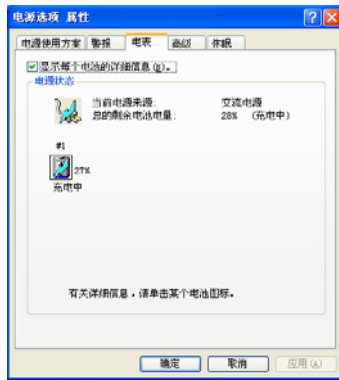 电源选项 属性
电源使用方案 警报 电表 高级 休眠
显示每个电池的详细信息(D)。
电源状态
当前电源来源: 交流电源
总的剩余电池电量: 28% (充电中)
#1
27%
充电中
有关详细信息，请单击某个电池图标。
确定 取消 应用(A)